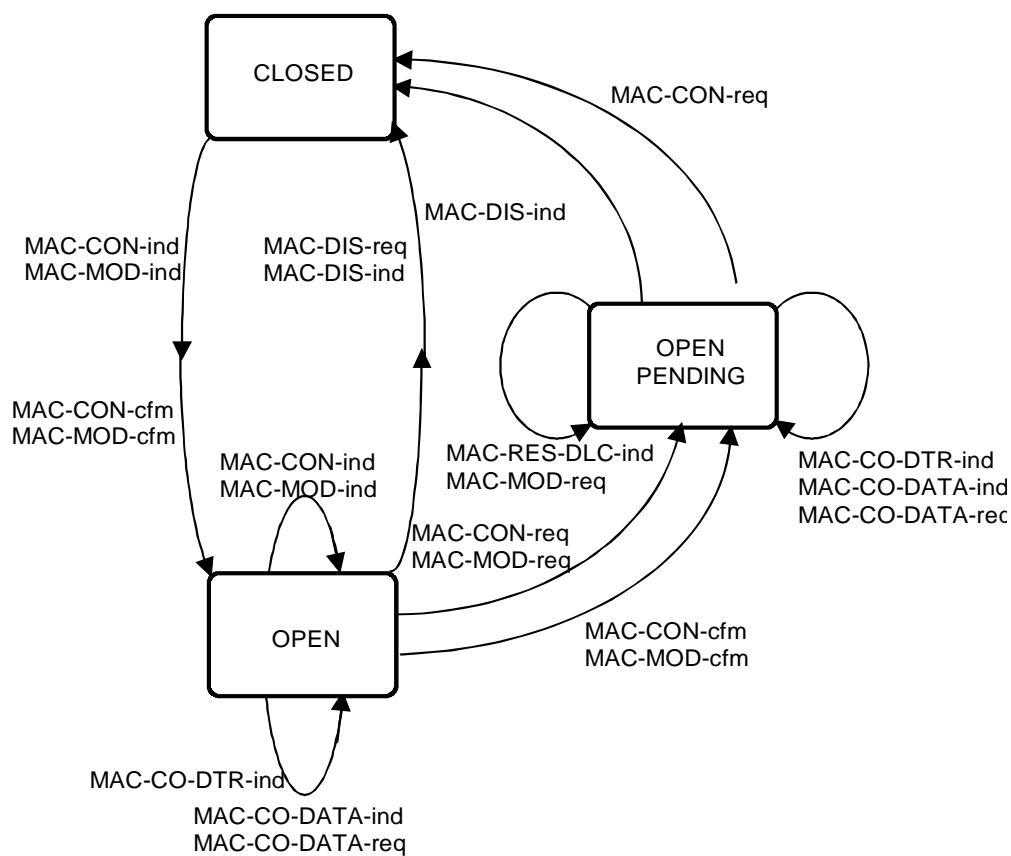 CLOSED
MAC-CON-req
MAC-DIS-ind
MAC-CON-ind
MAC-MOD-ind
MAC-DIS-req
MAC-DIS-ind
OPEN
PENDING
MAC-CON-cfm
MAC-MOD-cfm
MAC-CON-ind
MAC-MOD-ind
MAC-RES-DLC-ind
MAC-MOD-req
MAC-CO-DTR-ind
MAC-CO-DATA-ind
MAC-CO-DATA-req
MAC-CON-req
MAC-MOD-req
OPEN
MAC-CON-cfm
MAC-MOD-cfm
MAC-CO-DTR-ind
MAC-CO-DATA-ind
MAC-CO-DATA-req